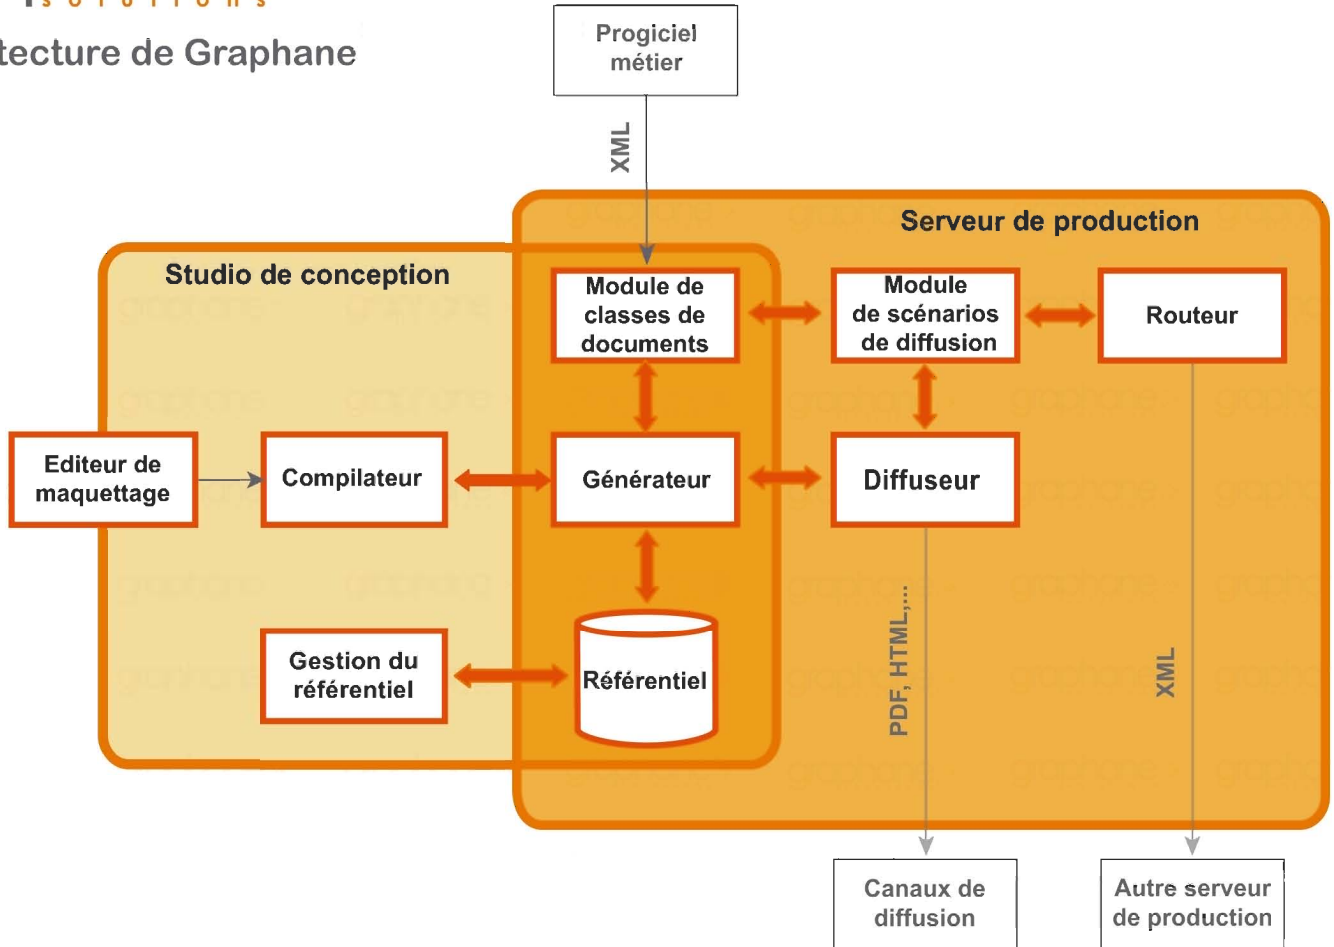 solutions
tecture de Graphane
Progiciel
métier
XML
Serveur de production
Studio de conception
Module de
classes de
documents
Module
de scénarios
de diffusion
Routeur
Editeur de
maquettage
Compilateur
Générateur
Diffuseur
Gestion du
référentiel
Référentiel
PDF, HTML,...
XML
Canaux de
diffusion
Autre serveur
de production